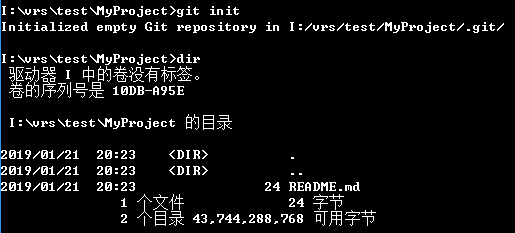 I:\vrs\test\MyProject>git init
Initialized empty Git repository in I:/vrs/test/MyProject/.git/
I:\vrs\test\MyProject>dir
驱动器 I 中的卷没有标签。
卷的序列号是 10DB-A95E
I:\vrs\test\MyProject 的目录
2019/01/21  20:23    <DIR>          .
2019/01/21  20:23    <DIR>          ..
2019/01/21  20:23                24 README.md
1 个文件             24 字节
2 个目录 43,744,288,768 可用字节